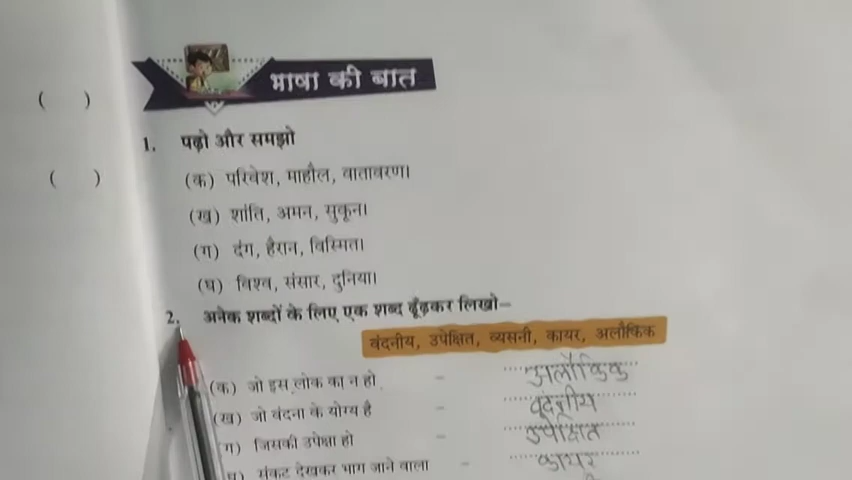 भाषा की बात
( )
1. पढ़ो और समझो
( )
(क) परिवेश, माहौल, वातावरण।
(ख) शांति, अमन, सुकून।
(ग) दंग, हैरान, विस्मित।
(घ) विश्व, संसार, दुनिया।
2. अनेक शब्दों के लिए एक शब्द ढूँढ़कर लिखो–
वंदनीय, उपेक्षित, व्यसनी, कायर, अलौकिक
(क) जो इस लोक का न हो – अलौकिक
(ख) जो वंदना के योग्य है – वंदनीय
ग) जिसकी उपेक्षा हो – उपेक्षित
घ) संकट देखकर भाग जाने वाला – कायर